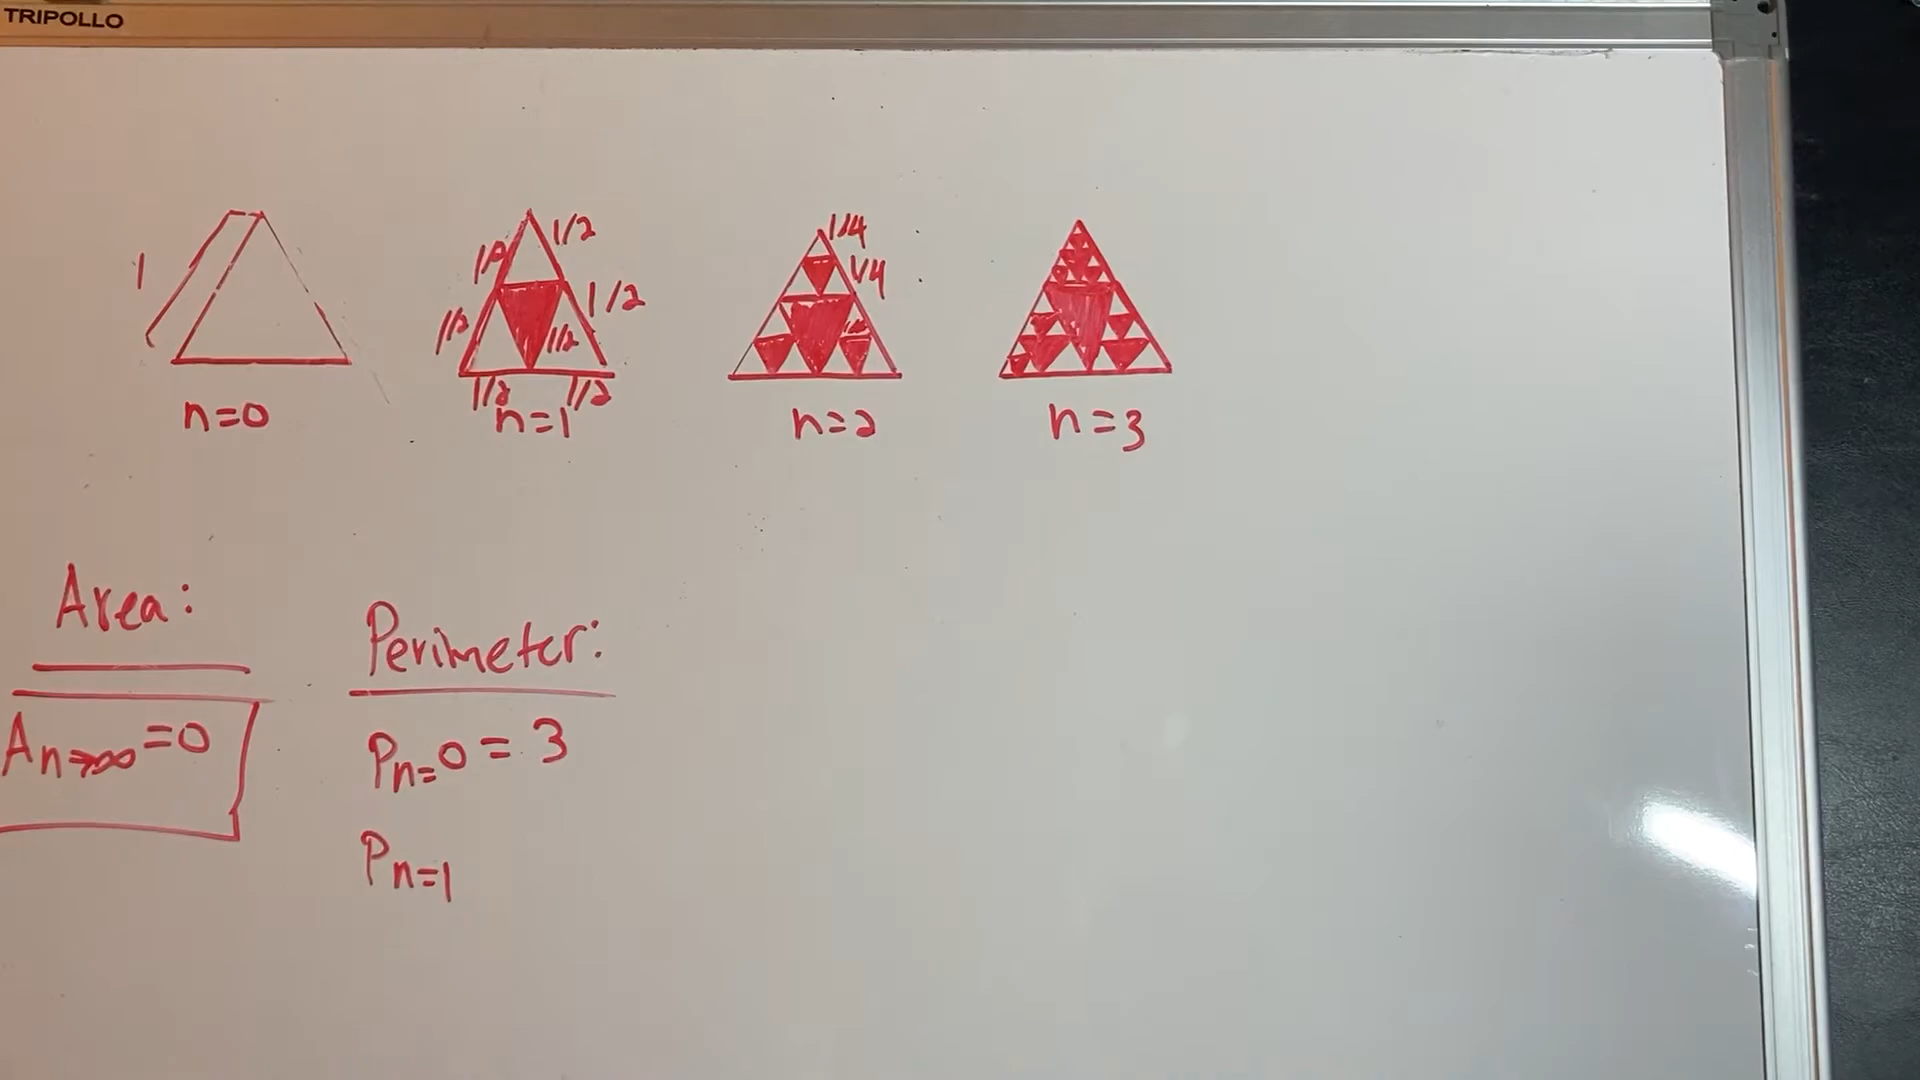 TRIPOLLO
1
1/2
1/2
1/2
1/2
1/2
1/2
1/2
1/4
1/4
n=0
n=1
n=2
n=3
Area:
Perimeter:
An→∞=0
Pn=0=3
Pn=1